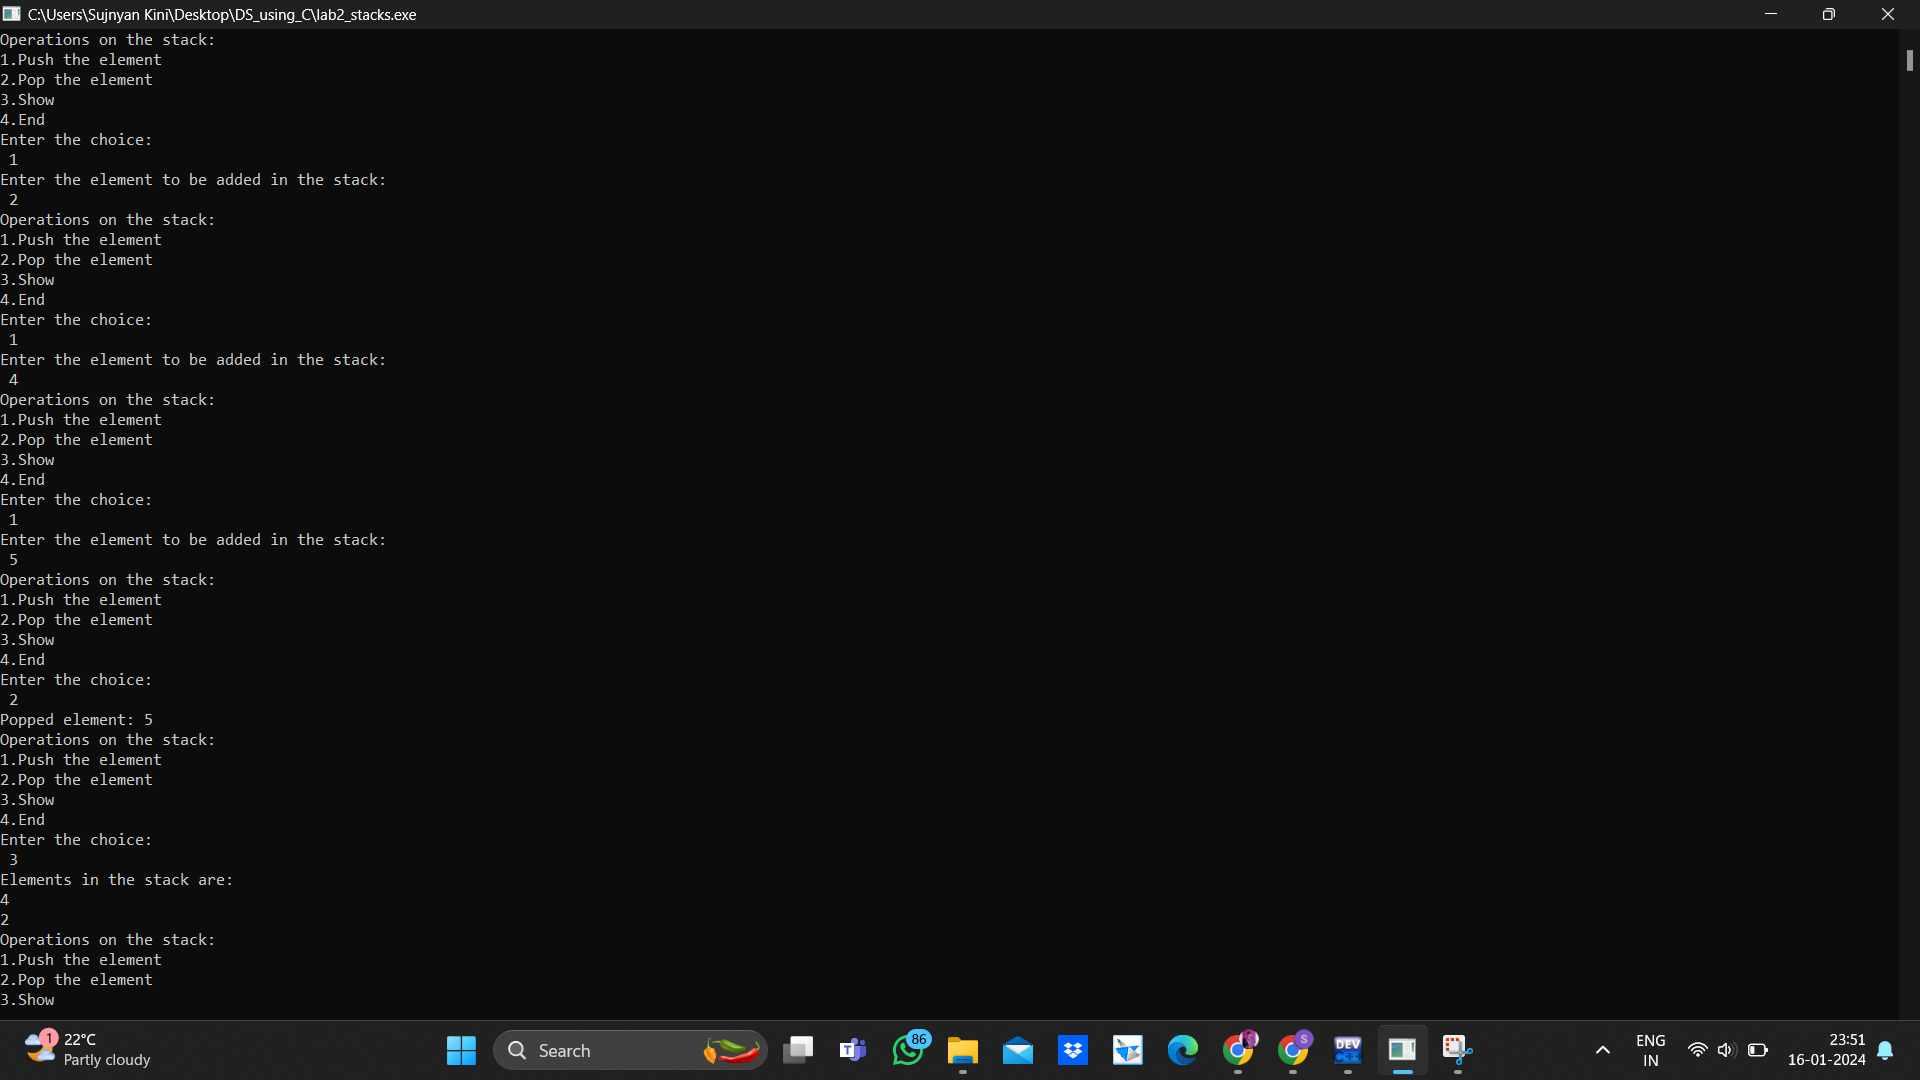 C:\Users\Sujnyan Kini\Desktop\DS_using_C\lab2_stacks.exe
Operations on the stack:
1.Push the element
2.Pop the element
3.Show
4.End
Enter the choice:
1
Enter the element to be added in the stack:
2
Operations on the stack:
1.Push the element
2.Pop the element
3.Show
4.End
Enter the choice:
1
Enter the element to be added in the stack:
4
Operations on the stack:
1.Push the element
2.Pop the element
3.Show
4.End
Enter the choice:
1
Enter the element to be added in the stack:
5
Operations on the stack:
1.Push the element
2.Pop the element
3.Show
4.End
Enter the choice:
2
Popped element: 5
Operations on the stack:
1.Push the element
2.Pop the element
3.Show
4.End
Enter the choice:
3
Elements in the stack are:
4
2
Operations on the stack:
1.Push the element
2.Pop the element
3.Show
1
22°C
Partly cloudy
Search
T
86
S
DEV
C++
ENG
IN
23:51
16-01-2024